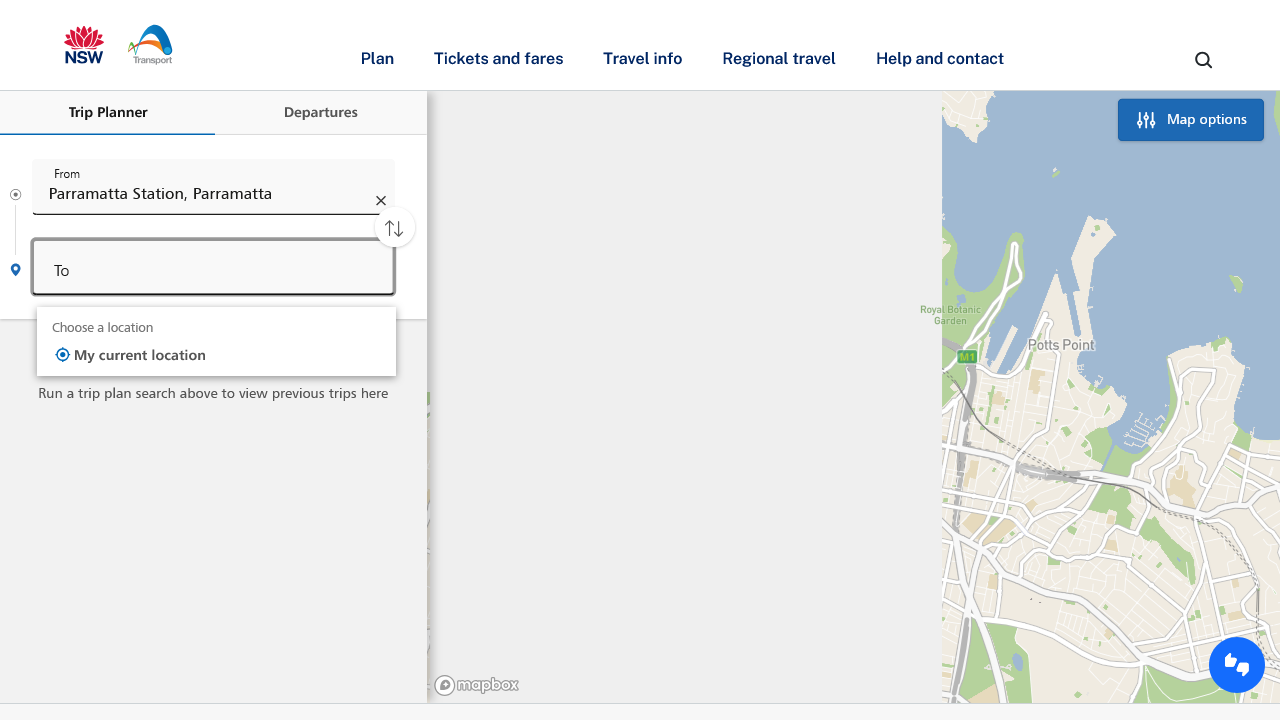 NSW
Transport
Plan
Tickets and fares
Travel info
Regional travel
Help and contact
Trip Planner
Departures
Map options
From
Parramatta Station, Parramatta
To
Choose a location
My current location
Run a trip plan search above to view previous trips here
Royal Botanic
Garden
Potts Point
M1
mapbox